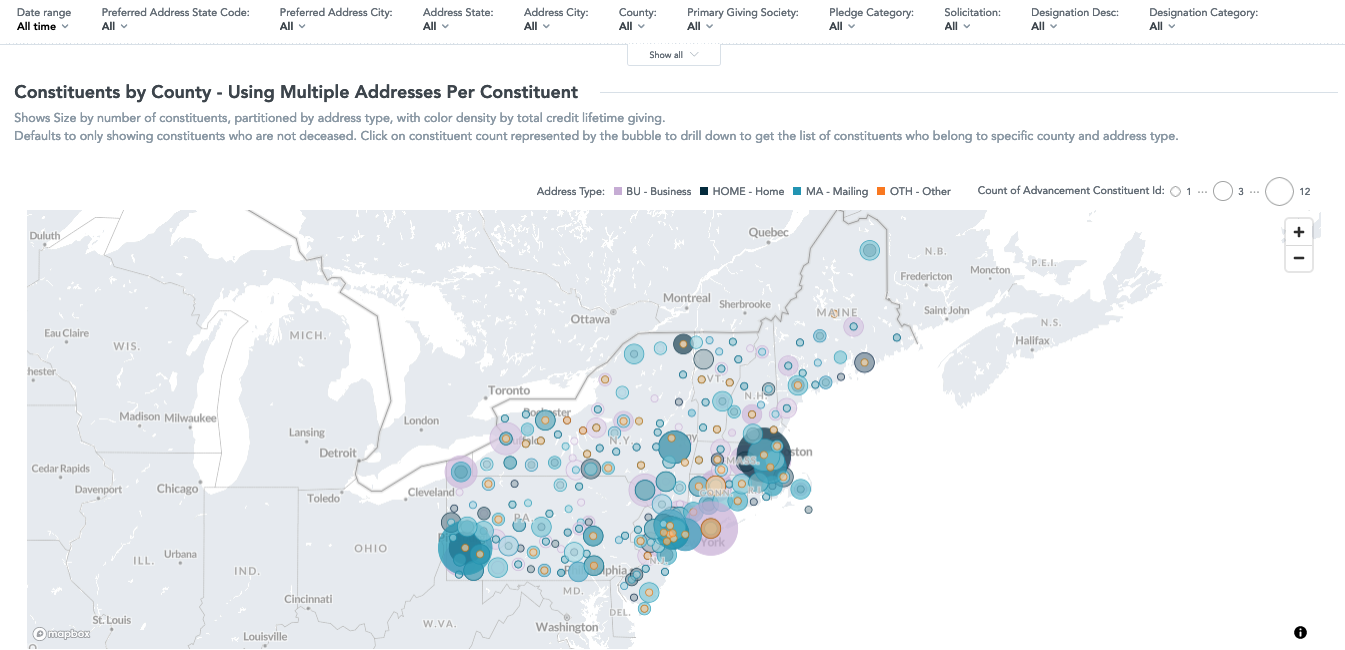 Date range Preferred Address State Code: Preferred Address City: Address State: Address City: County: Primary Giving Society: Pledge Category: Solicitation: Designation Desc: Designation Category:
All time All All All All All All All All All All
Show all
Constituents by County - Using Multiple Addresses Per Constituent
Shows Size by number of constituents, partitioned by address type, with color density by total credit lifetime giving.
Defaults to only showing constituents who are not deceased. Click on constituent count represented by the bubble to drill down to get the list of constituents who belong to specific county and address type.
Address Type: BU - Business HOME - Home MA - Mailing OTH - Other Count of Advancement Constituent Id: 1 ... 3 ... 12
Duluth
Quebec
N.B.
P.E.I.
Moncton
Fredericton
Montreal
Sherbrooke
Saint John
MAINE
Ottawa
N.S.
Eau Claire
MICH.
Halifax
WIS.
VT.
Toronto
N.H.
Madison
Milwaukee
London
Lansing
N.Y.
Detroit
Cedar Rapids
Davenport
Chicago
Toledo
Cleveland
CONN.
PA
York
OHIO
Urbana
ILL.
IND.
N.J.
MD.
Cincinnati
DEL.
St. Louis
W.VA.
Washington
Louisville
mapbox
+
−
i